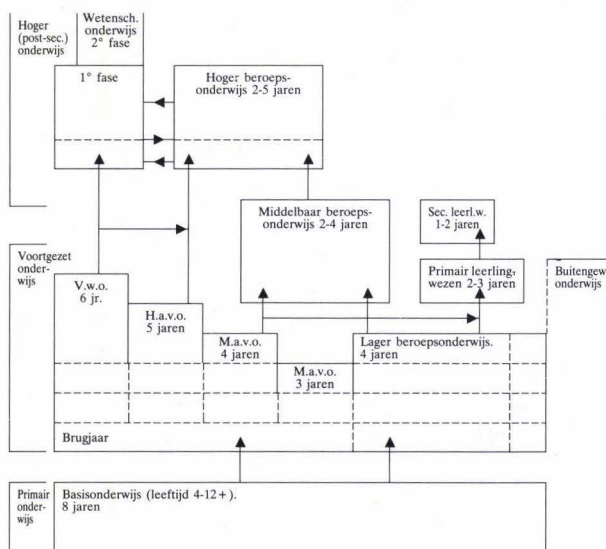 Hoger
(post-sec.)
onderwijs
Wetensch.
onderwijs
2° fase
1° fase
Hoger beroeps-
onderwijs 2-5 jaren
Middelbaar beroeps-
onderwijs 2-4 jaren
Sec. leerl.w.
1-2 jaren
Voortgezet
onder-
wijs
Primair leerling-
wezen 2-3 jaren
Buitengew
onderwijs
V.w.o.
6 jr.
H.a.v.o.
5 jaren
M.a.v.o.
4 jaren
Lager beroepsonderwijs.
4 jaren
M.a.v.o.
3 jaren
Brugjaar
Primair
onder-
wijs
Basisonderwijs (leeftijd 4-12+).
8 jaren